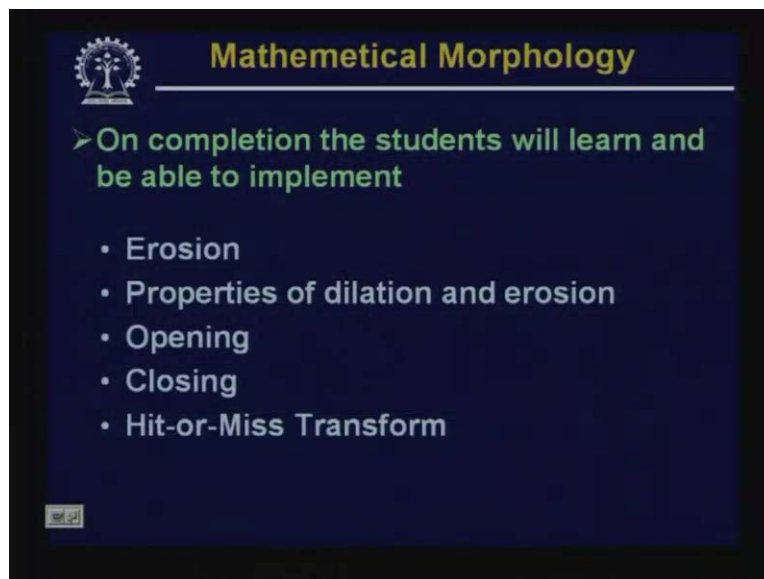 Mathemetical Morphology
➢On completion the students will learn and
be able to implement
• Erosion
• Properties of dilation and erosion
• Opening
• Closing
• Hit-or-Miss Transform